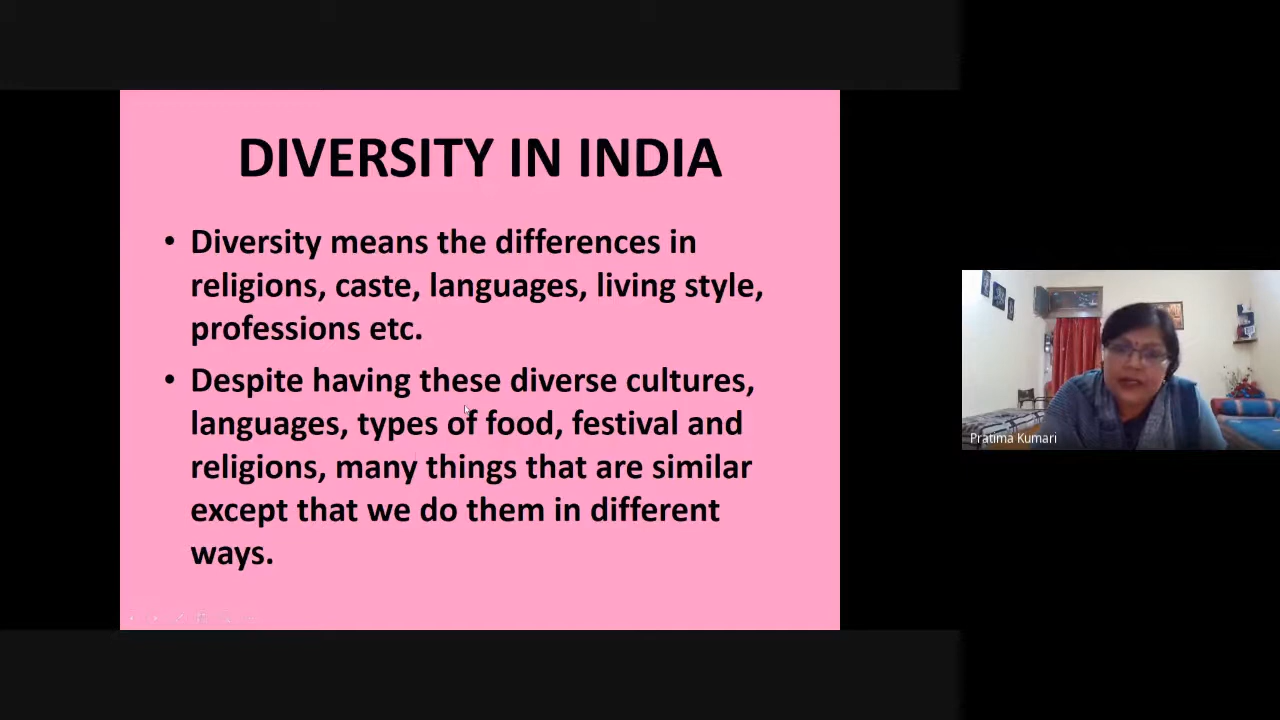 DIVERSITY IN INDIA
• Diversity means the differences in
religions, caste, languages, living style,
professions etc.
• Despite having these diverse cultures,
languages, types of food, festival and
religions, many things that are similar
except that we do them in different
ways.
Pratima Kumari